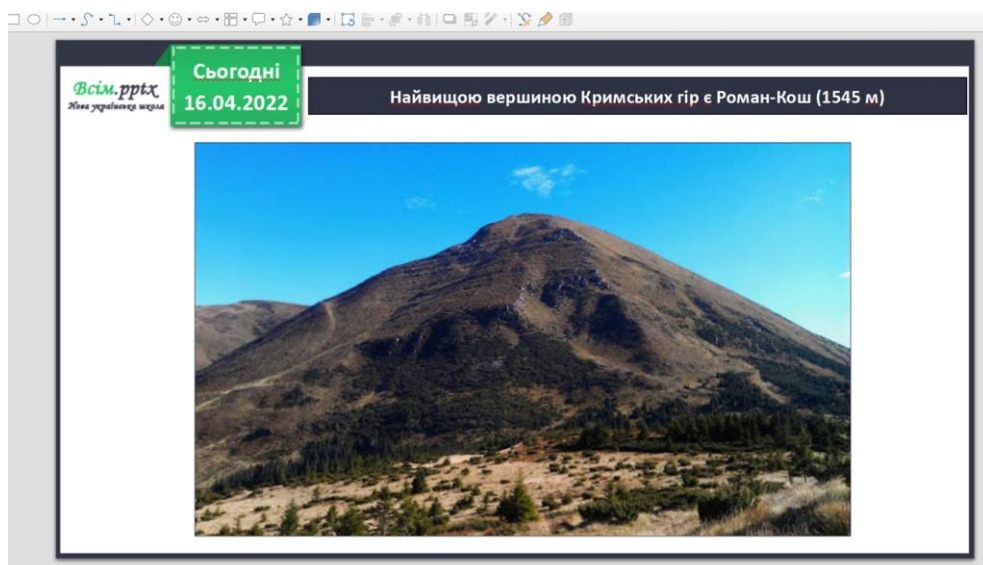 Всім.pptx
Нова українська школа
Сьогодні
16.04.2022
Найвищою вершиною Кримських гір є Роман-Кош (1545 м)